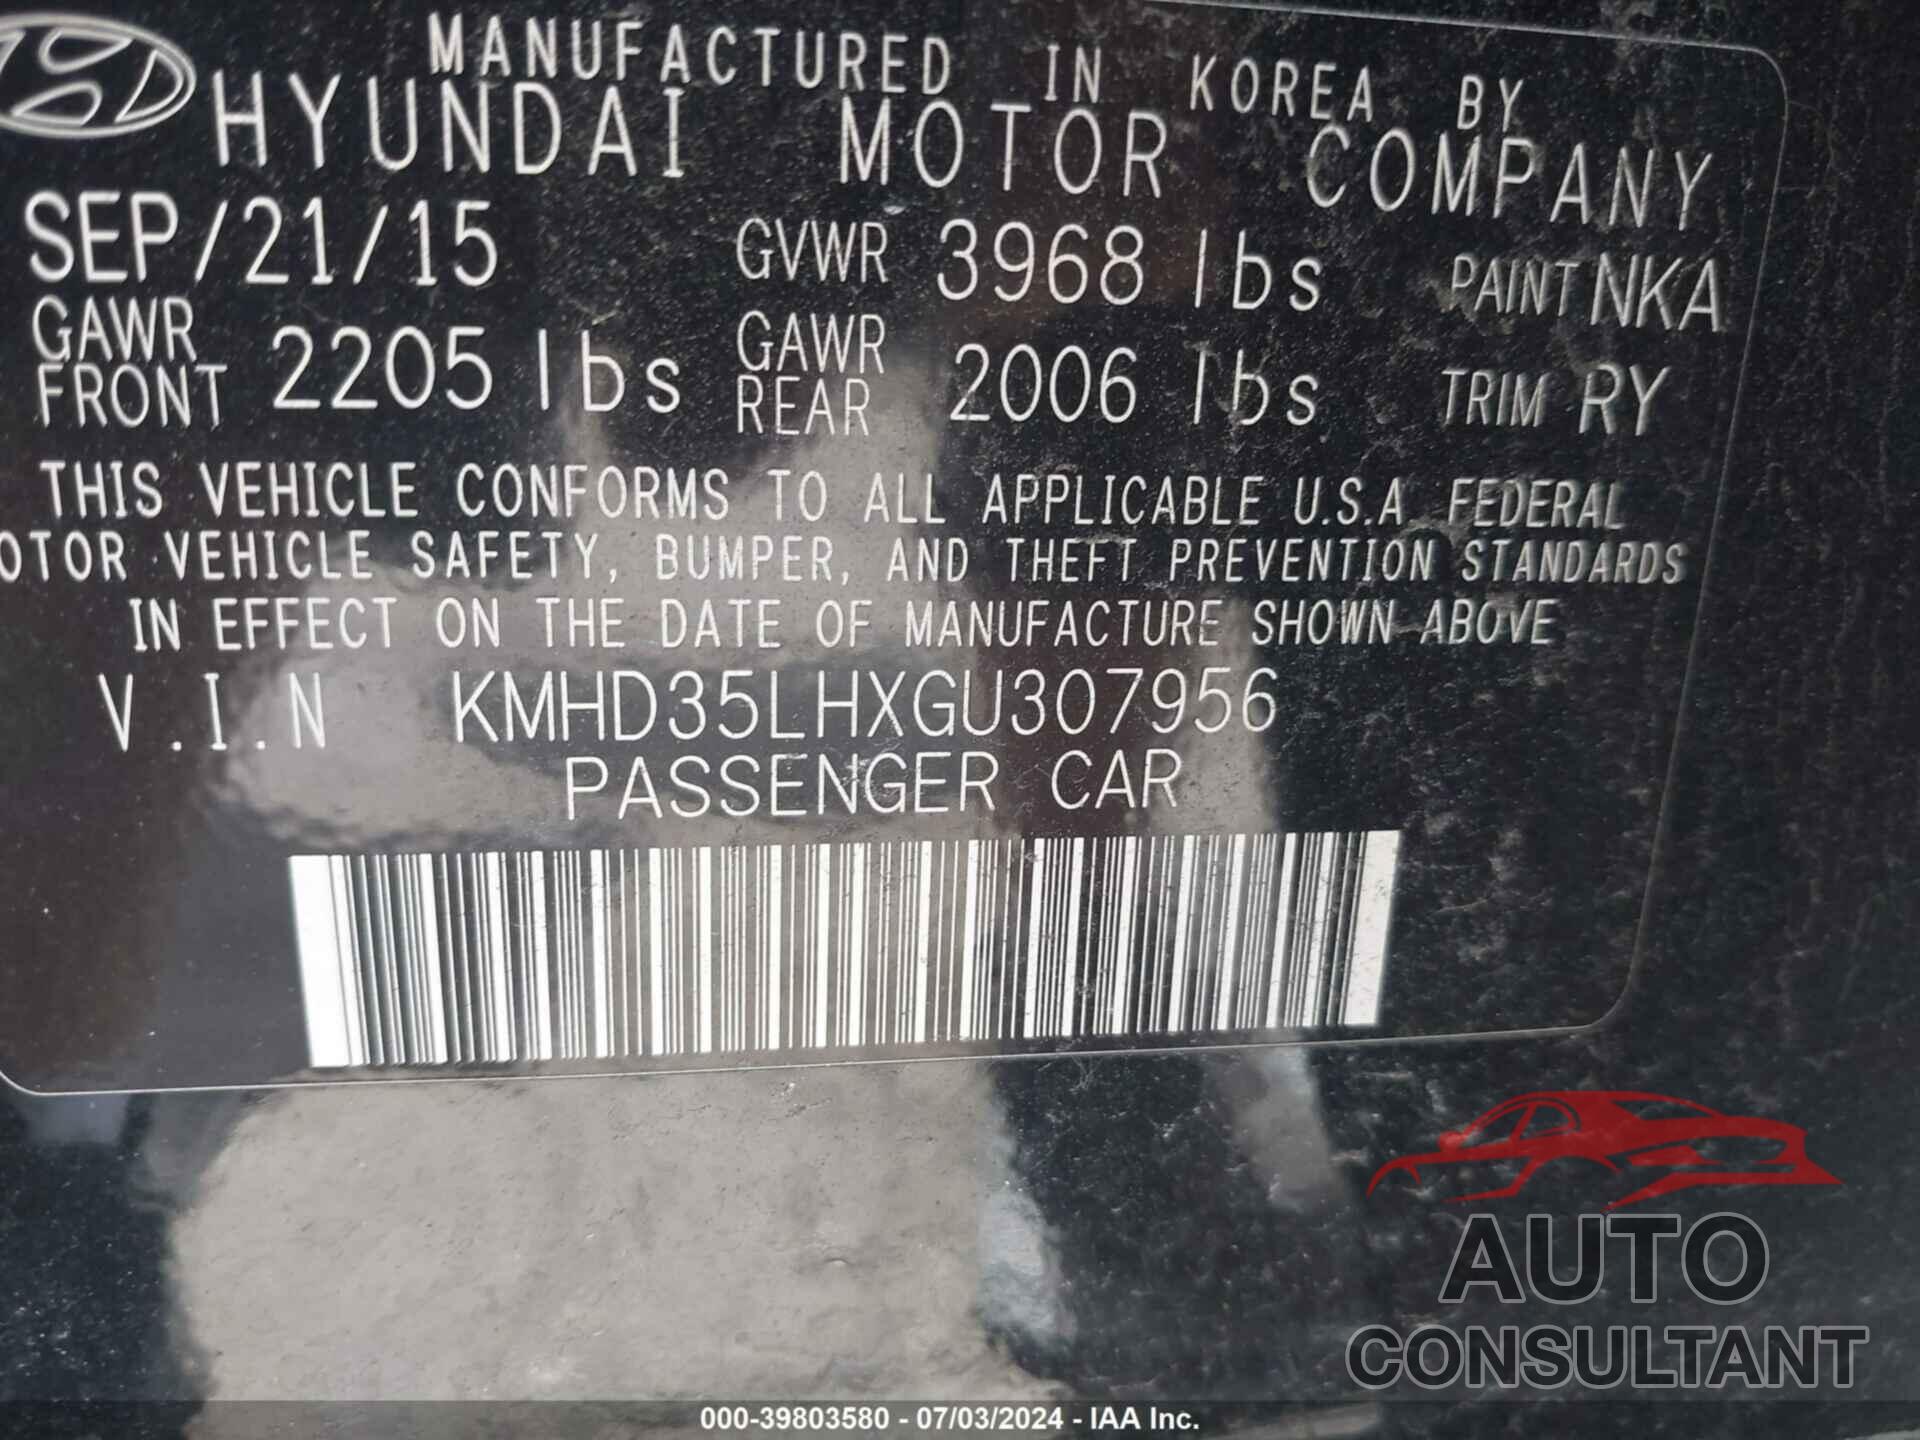 MANUFACTURED IN KOREA BY
HYUNDAI MOTOR COMPANY
SEP/21/15 GVWR 3968 lbs PAINT NKA
GAWR FRONT 2205 lbs GAWR REAR 2006 lbs TRIM RY
THIS VEHICLE CONFORMS TO ALL APPLICABLE U.S.A FEDERAL
OTOR VEHICLE SAFETY, BUMPER, AND THEFT PREVENTION STANDARDS
IN EFFECT ON THE DATE OF MANUFACTURE SHOWN ABOVE
V.I.N KMHD35LHXGU307956
PASSENGER CAR
AUTO
CONSULTANT
000-39803580 - 07/03/2024 - IAA Inc.